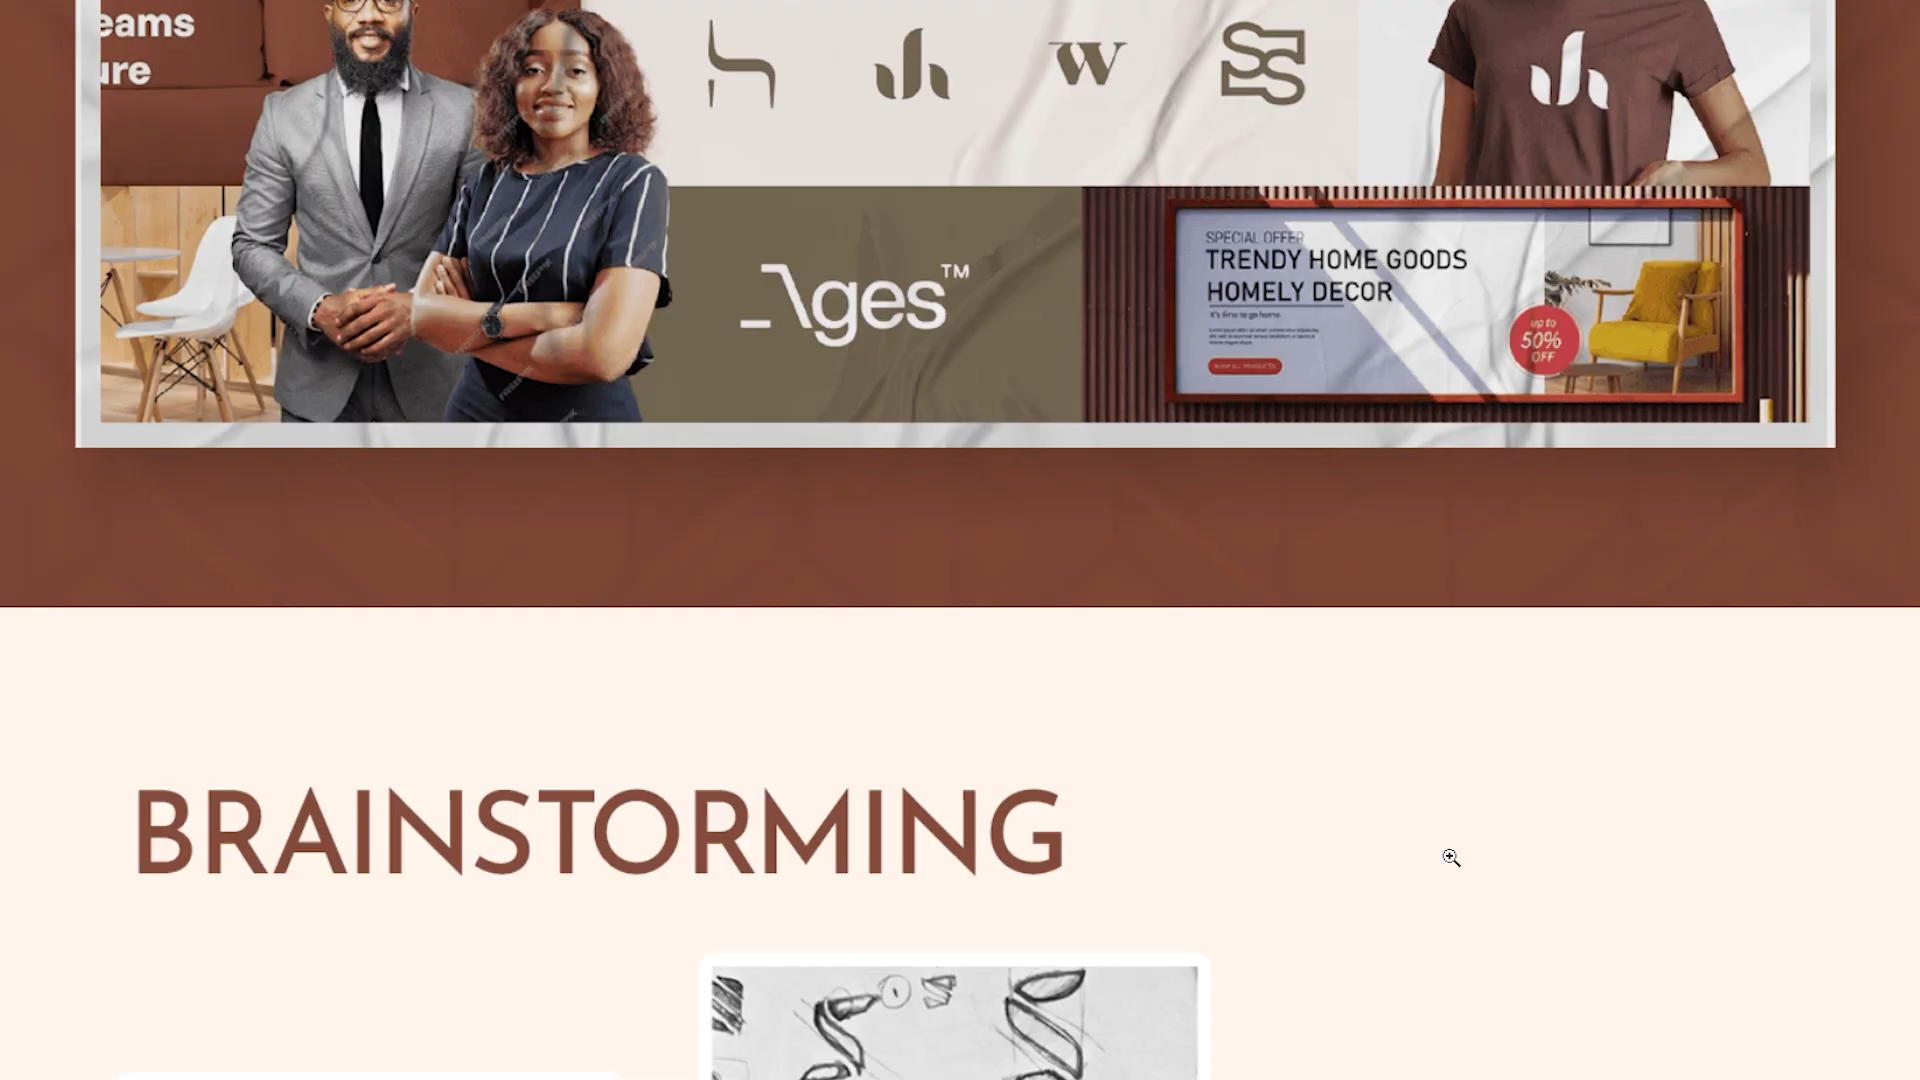 eams
ure
W
SS
ges™
SPECIAL OFFER
TRENDY HOME GOODS
HOMELY DECOR
It's time to go home.
up to
50%
OFF
BRAINSTORMING